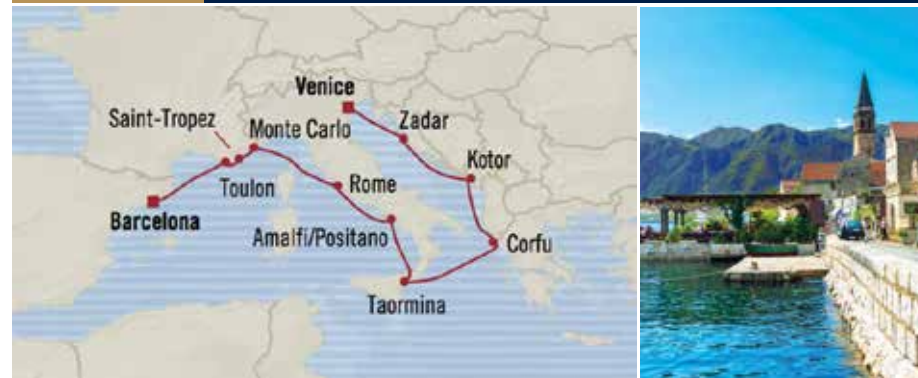 Venice
Saint-Tropez
Monte Carlo
Zadar
Toulon
Kotor
Rome
Barcelona
Amalfi/Positano
Corfu
Taormina